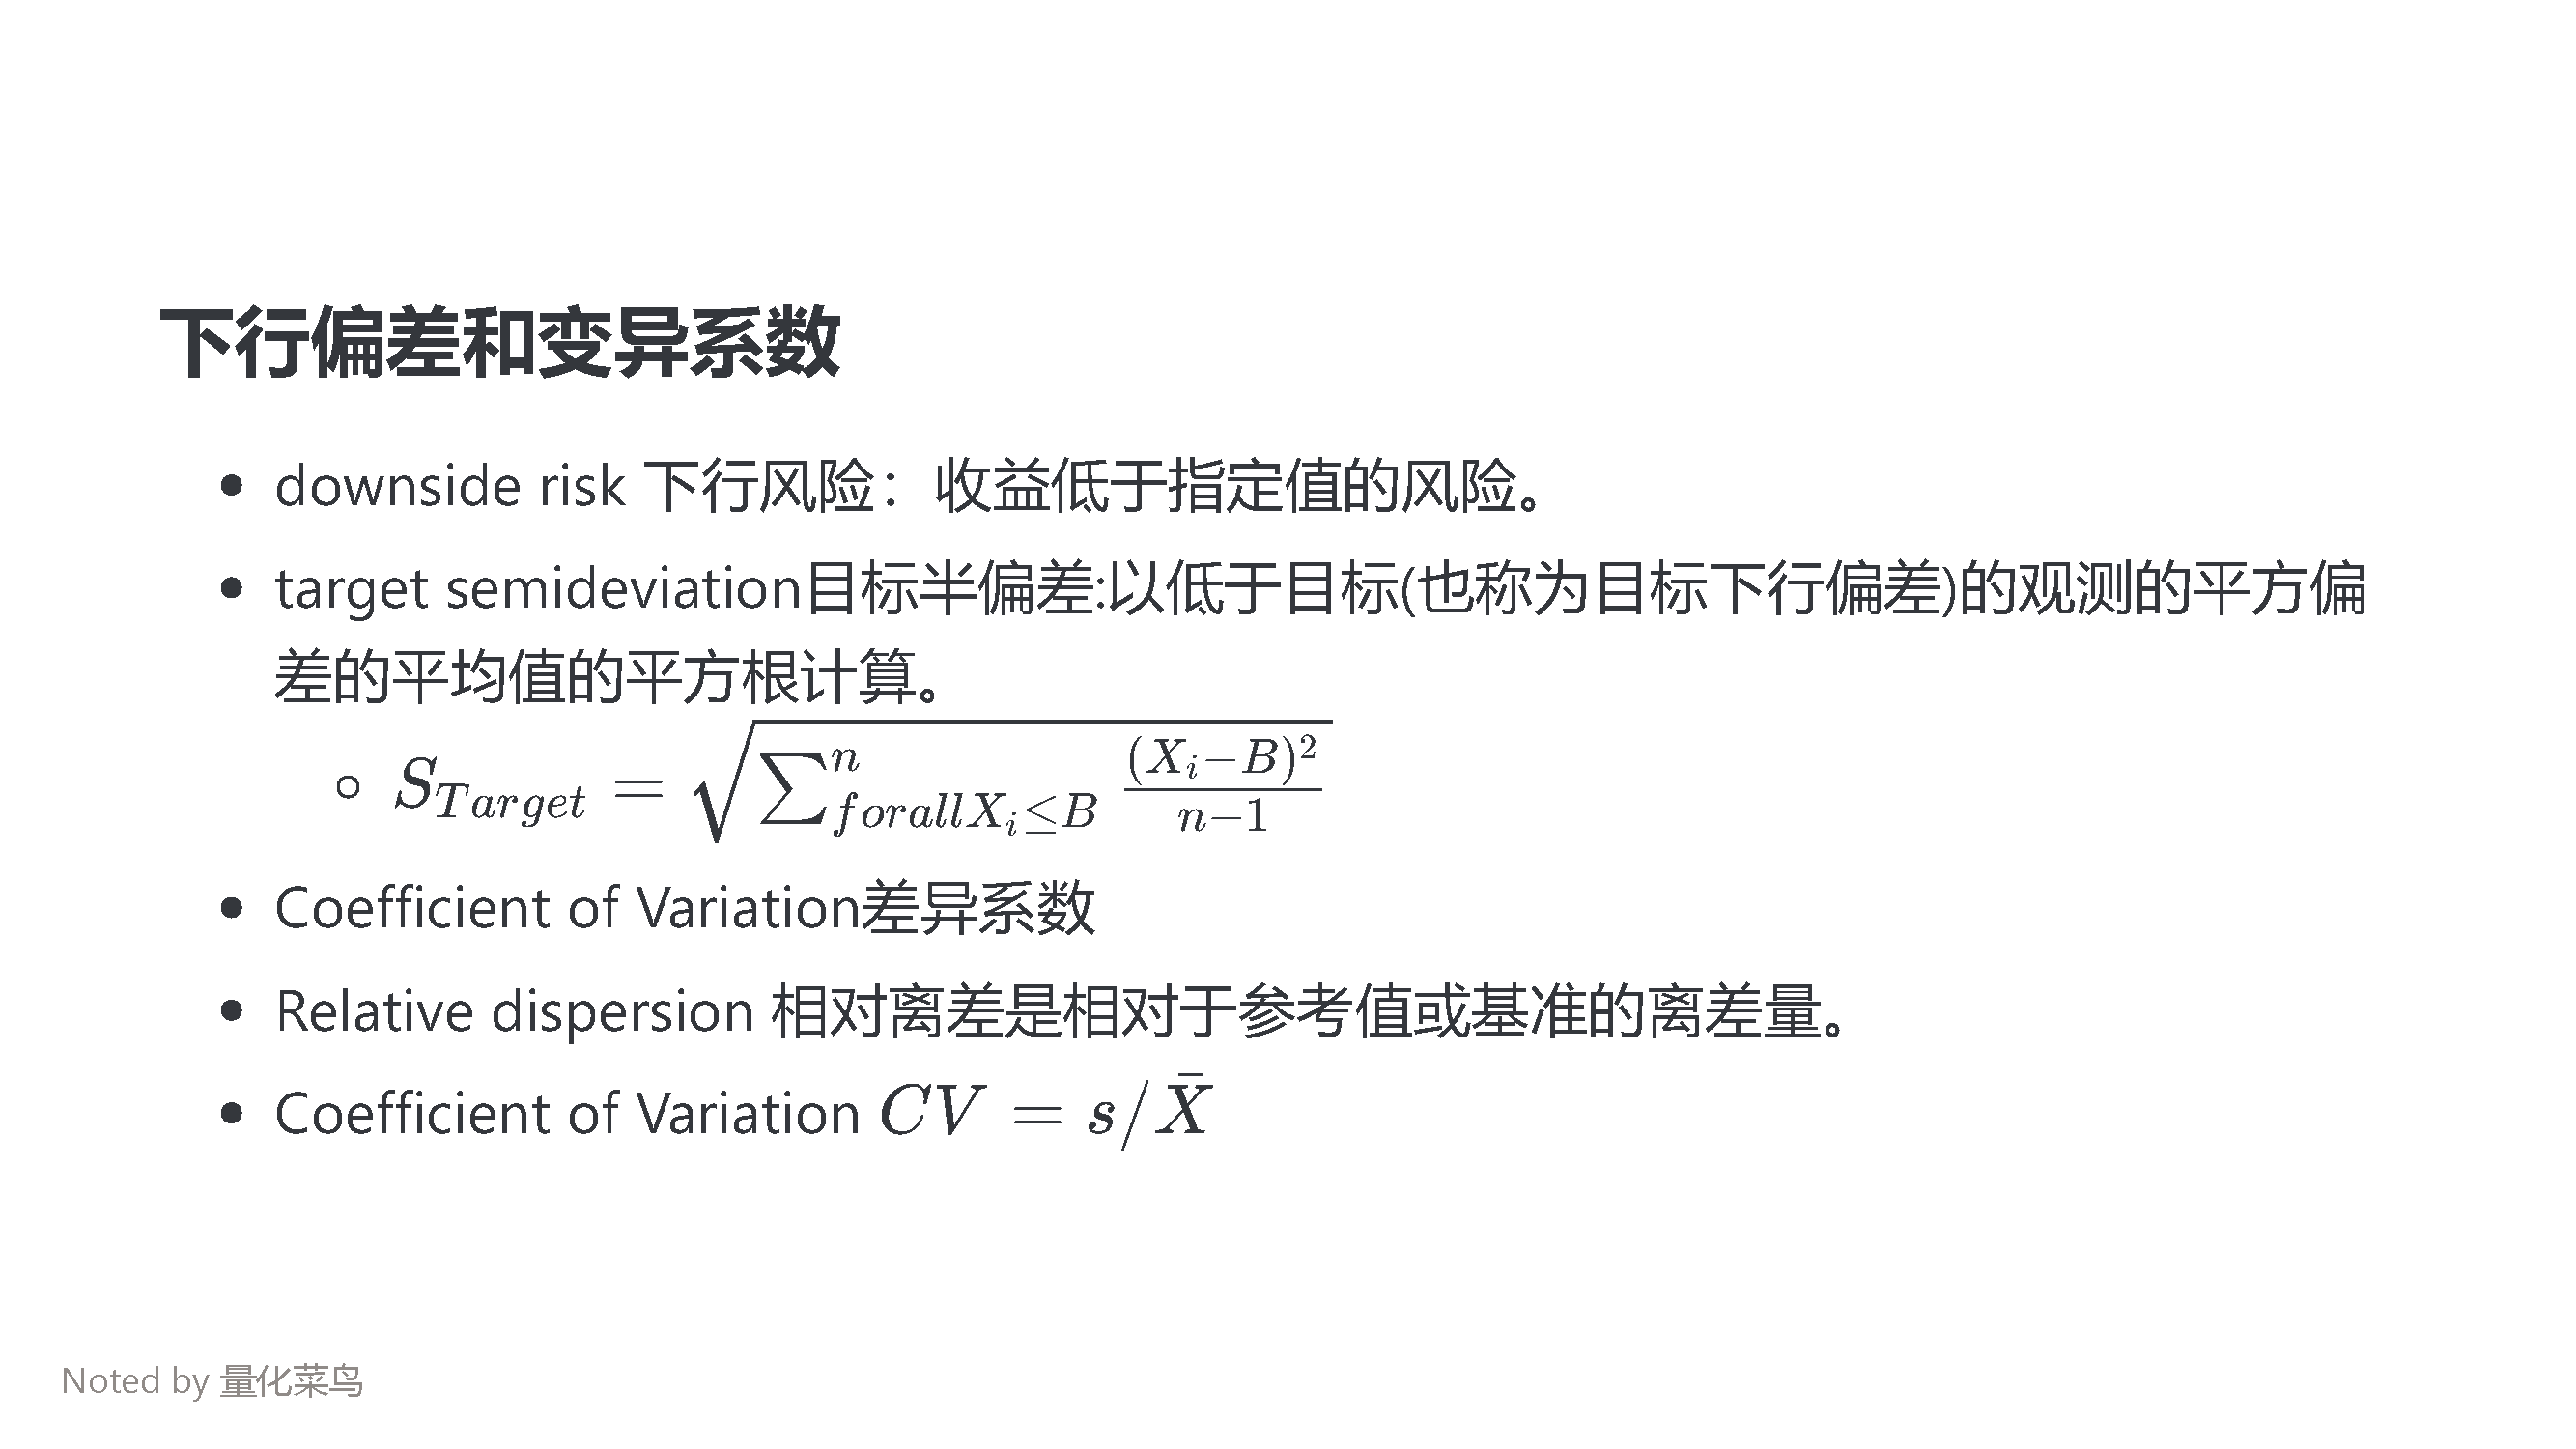 下行偏差和变异系数
• downside risk 下行风险：收益低于指定值的风险。
• target semideviation目标半偏差:以低于目标(也称为目标下行偏差)的观测的平方偏
差的平均值的平方根计算。
◦ $S_{Target} = \sqrt{\sum_{forallX_i \leq B}^{n} \frac{(X_i-B)^2}{n-1}}$
• Coefficient of Variation差异系数
• Relative dispersion 相对离差是相对于参考值或基准的离差量。
• Coefficient of Variation $CV = s/\bar{X}$
Noted by 量化菜鸟